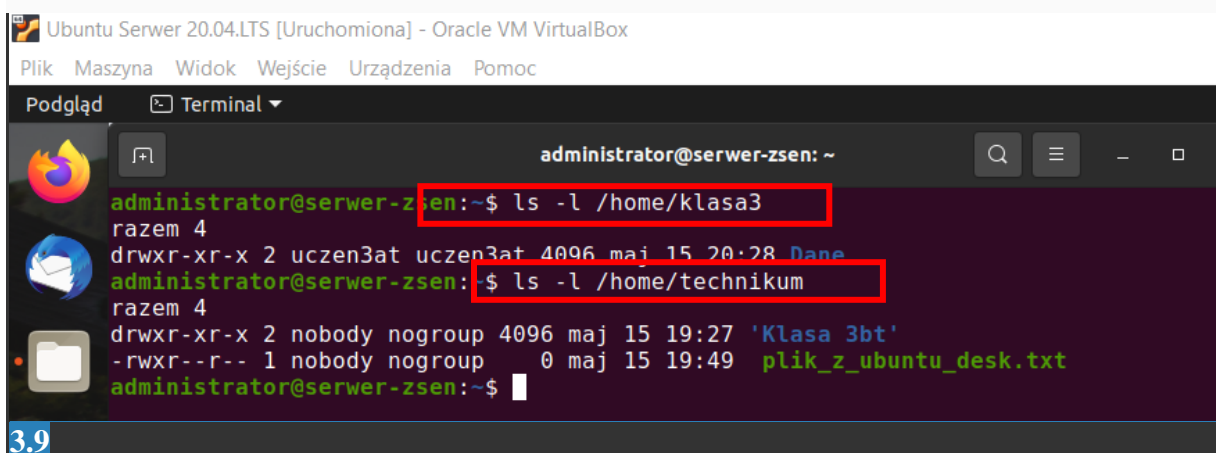 Ubuntu Serwer 20.04.LTS [Uruchomiona] - Oracle VM VirtualBox
Plik Maszyna Widok Wejście Urządzenia Pomoc
Podgląd Terminal
administrator@serwer-zsen: ~
administrator@serwer-zsen:~$ ls -l /home/klasa3
razem 4
drwxr-xr-x 2 uczen3at uczen3at 4096 maj 15 20:28 Dane
administrator@serwer-zsen:~$ ls -l /home/technikum
razem 4
drwxr-xr-x 2 nobody nogroup 4096 maj 15 19:27 'Klasa 3bt'
-rwxr--r-- 1 nobody nogroup 0 maj 15 19:49 plik_z_ubuntu_desk.txt
administrator@serwer-zsen:~$
3.9